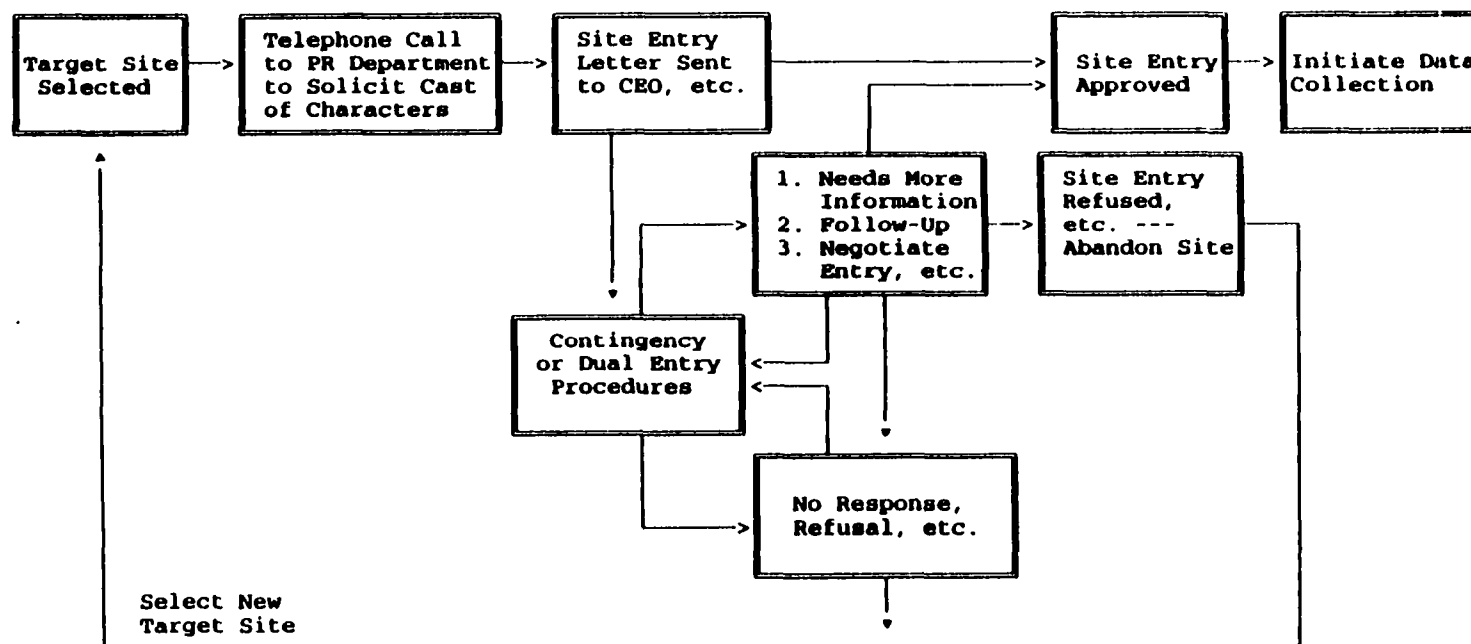 Target Site
Selected
Telephone Call
to PR Department
to Solicit Cast
of Characters
Site Entry
Letter Sent
to CEO, etc.
Site Entry
Approved
Initiate Data
Collection
1. Needs More
Information
2. Follow-Up
3. Negotiate
Entry, etc.
Site Entry
Refused,
etc. ---
Abandon Site
Contingency
or Dual Entry
Procedures
No Response,
Refusal, etc.
Select New
Target Site